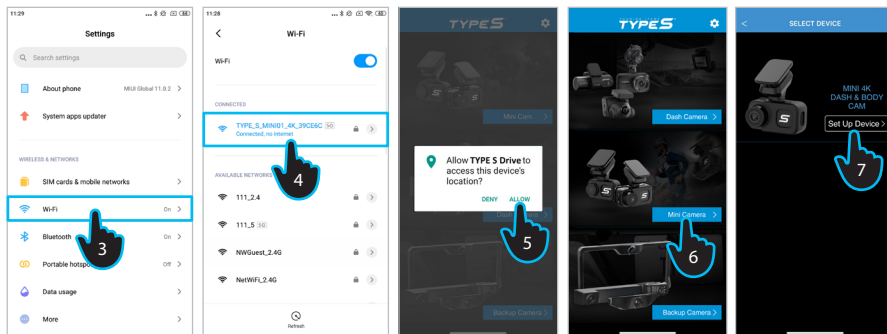 11:29
64
Settings
Search settings
About phone
MIUI Global 11.0.2
System apps updater
WIRELESS & NETWORKS
SIM cards & mobile networks
Wi-Fi
On
Bluetooth
On
3
Portable hotspot
Off
Data usage
More
11:28
Wi-Fi
Wi-Fi
CONNECTED
TYPE_S_MINI01_4K_39CE6C 5G
Connected, no internet
4
AVAILABLE NETWORKS
111_2.4
111_5 5G
NWGuest_2.4G
NetWiFi_2.4G
Refresh
TYPE S
Mini Cam
Allow TYPE S Drive to
access this device's
location?
DENY ALLOW
Dash Camera
5
Backup Camera
TYPE S
Dash Camera
Mini Camera
6
Backup Camera
SELECT DEVICE
MINI 4K
DASH & BODY
CAM
Set Up Device
7